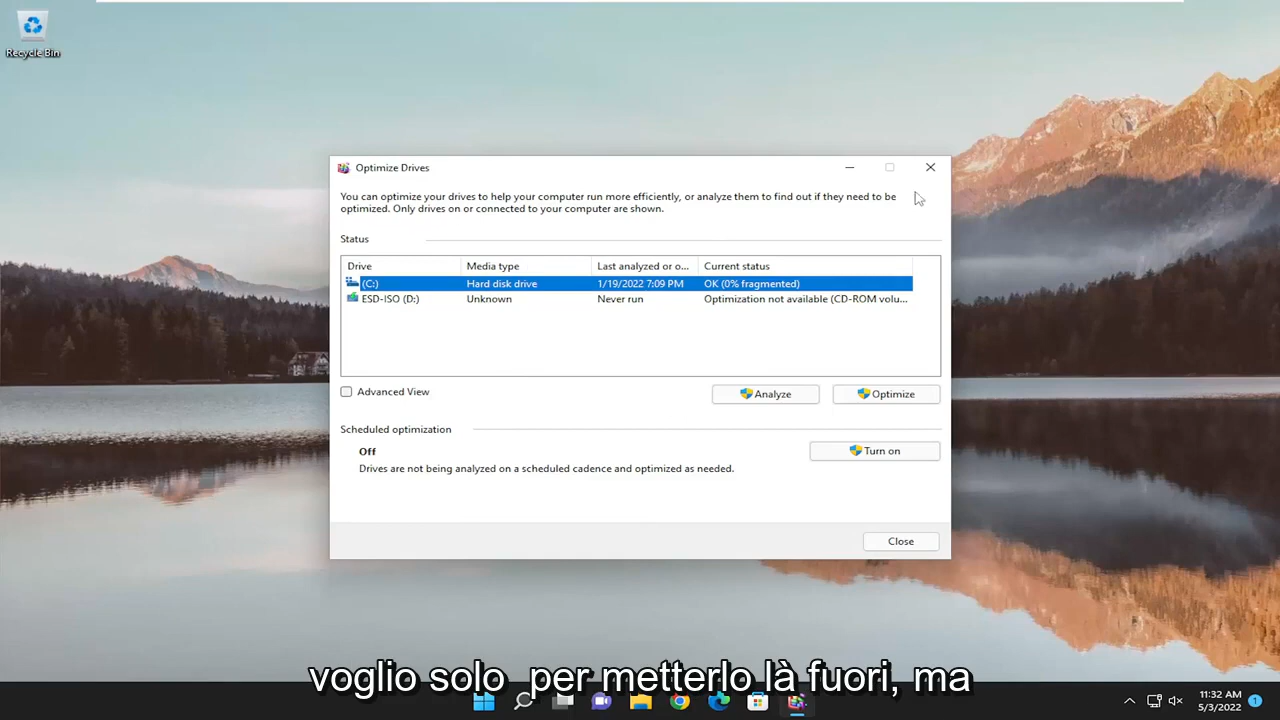 Recycle Bin
Optimize Drives
You can optimize your drives to help your computer run more efficiently, or analyze them to find out if they need to be
optimized. Only drives on or connected to your computer are shown.
Status
Drive Media type Last analyzed or o... Current status
(C:) Hard disk drive 1/19/2022 7:09 PM OK (0% fragmented)
ESD-ISO (D:) Unknown Never run Optimization not available (CD-ROM volu...
Advanced View Analyze Optimize
Scheduled optimization
Off Turn on
Drives are not being analyzed on a scheduled cadence and optimized as needed.
Close
voglio solo per metterlo là fuori, ma
11:32 AM
5/3/2022
1